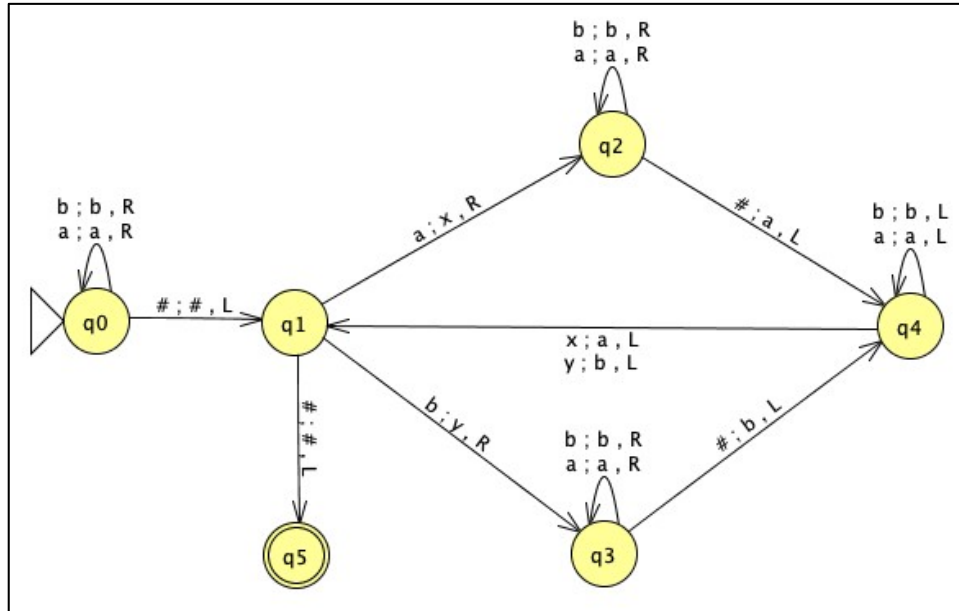 b ; b , R
a ; a , R
q2
b ; b , R
a ; a , R
a ; x , R
# ; a , L
b ; b , L
a ; a , L
# ; # , L
q0
q1
q4
x ; a , L
y ; b , L
b ; y , R
# ; b , L
# ; # , L
b ; b , R
a ; a , R
q5
q3